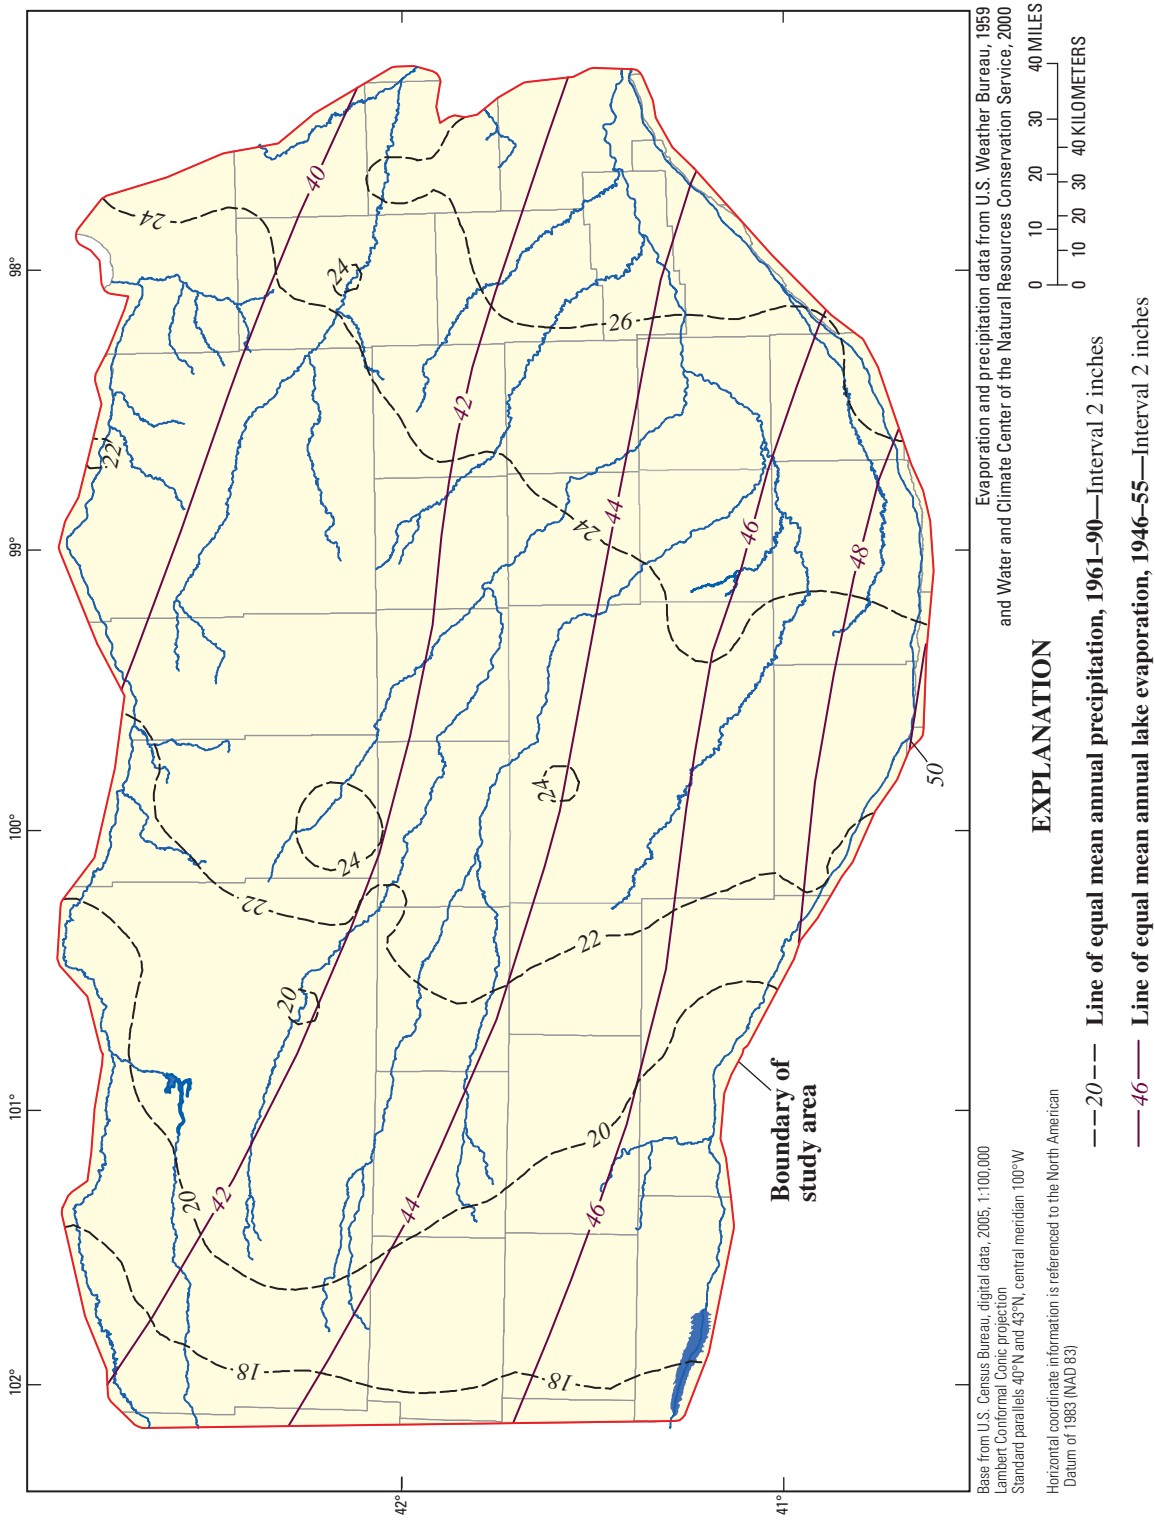 102°
101°
100°
99°
98°
42°
41°
18
20
42
20
22
24
22
24
40
24
18
44
46
20
22
24
24
42
44
26
46
48
50
Boundary of
study area
Base from U.S. Census Bureau, digital data, 2005, 1:100,000
Lambert Conformal Conic projection
Standard parallels 40°N and 43°N, central meridian 100°W
Horizontal coordinate information is referenced to the North American
Datum of 1983 (NAD 83)
Evaporation and precipitation data from U.S. Weather Bureau, 1959
and Water and Climate Center of the Natural Resources Conservation Service, 2000
0 10 20 30 40 MILES
0 10 20 30 40 KILOMETERS
EXPLANATION
20 Line of equal mean annual precipitation, 1961–90—Interval 2 inches
46 Line of equal mean annual lake evaporation, 1946–55—Interval 2 inches